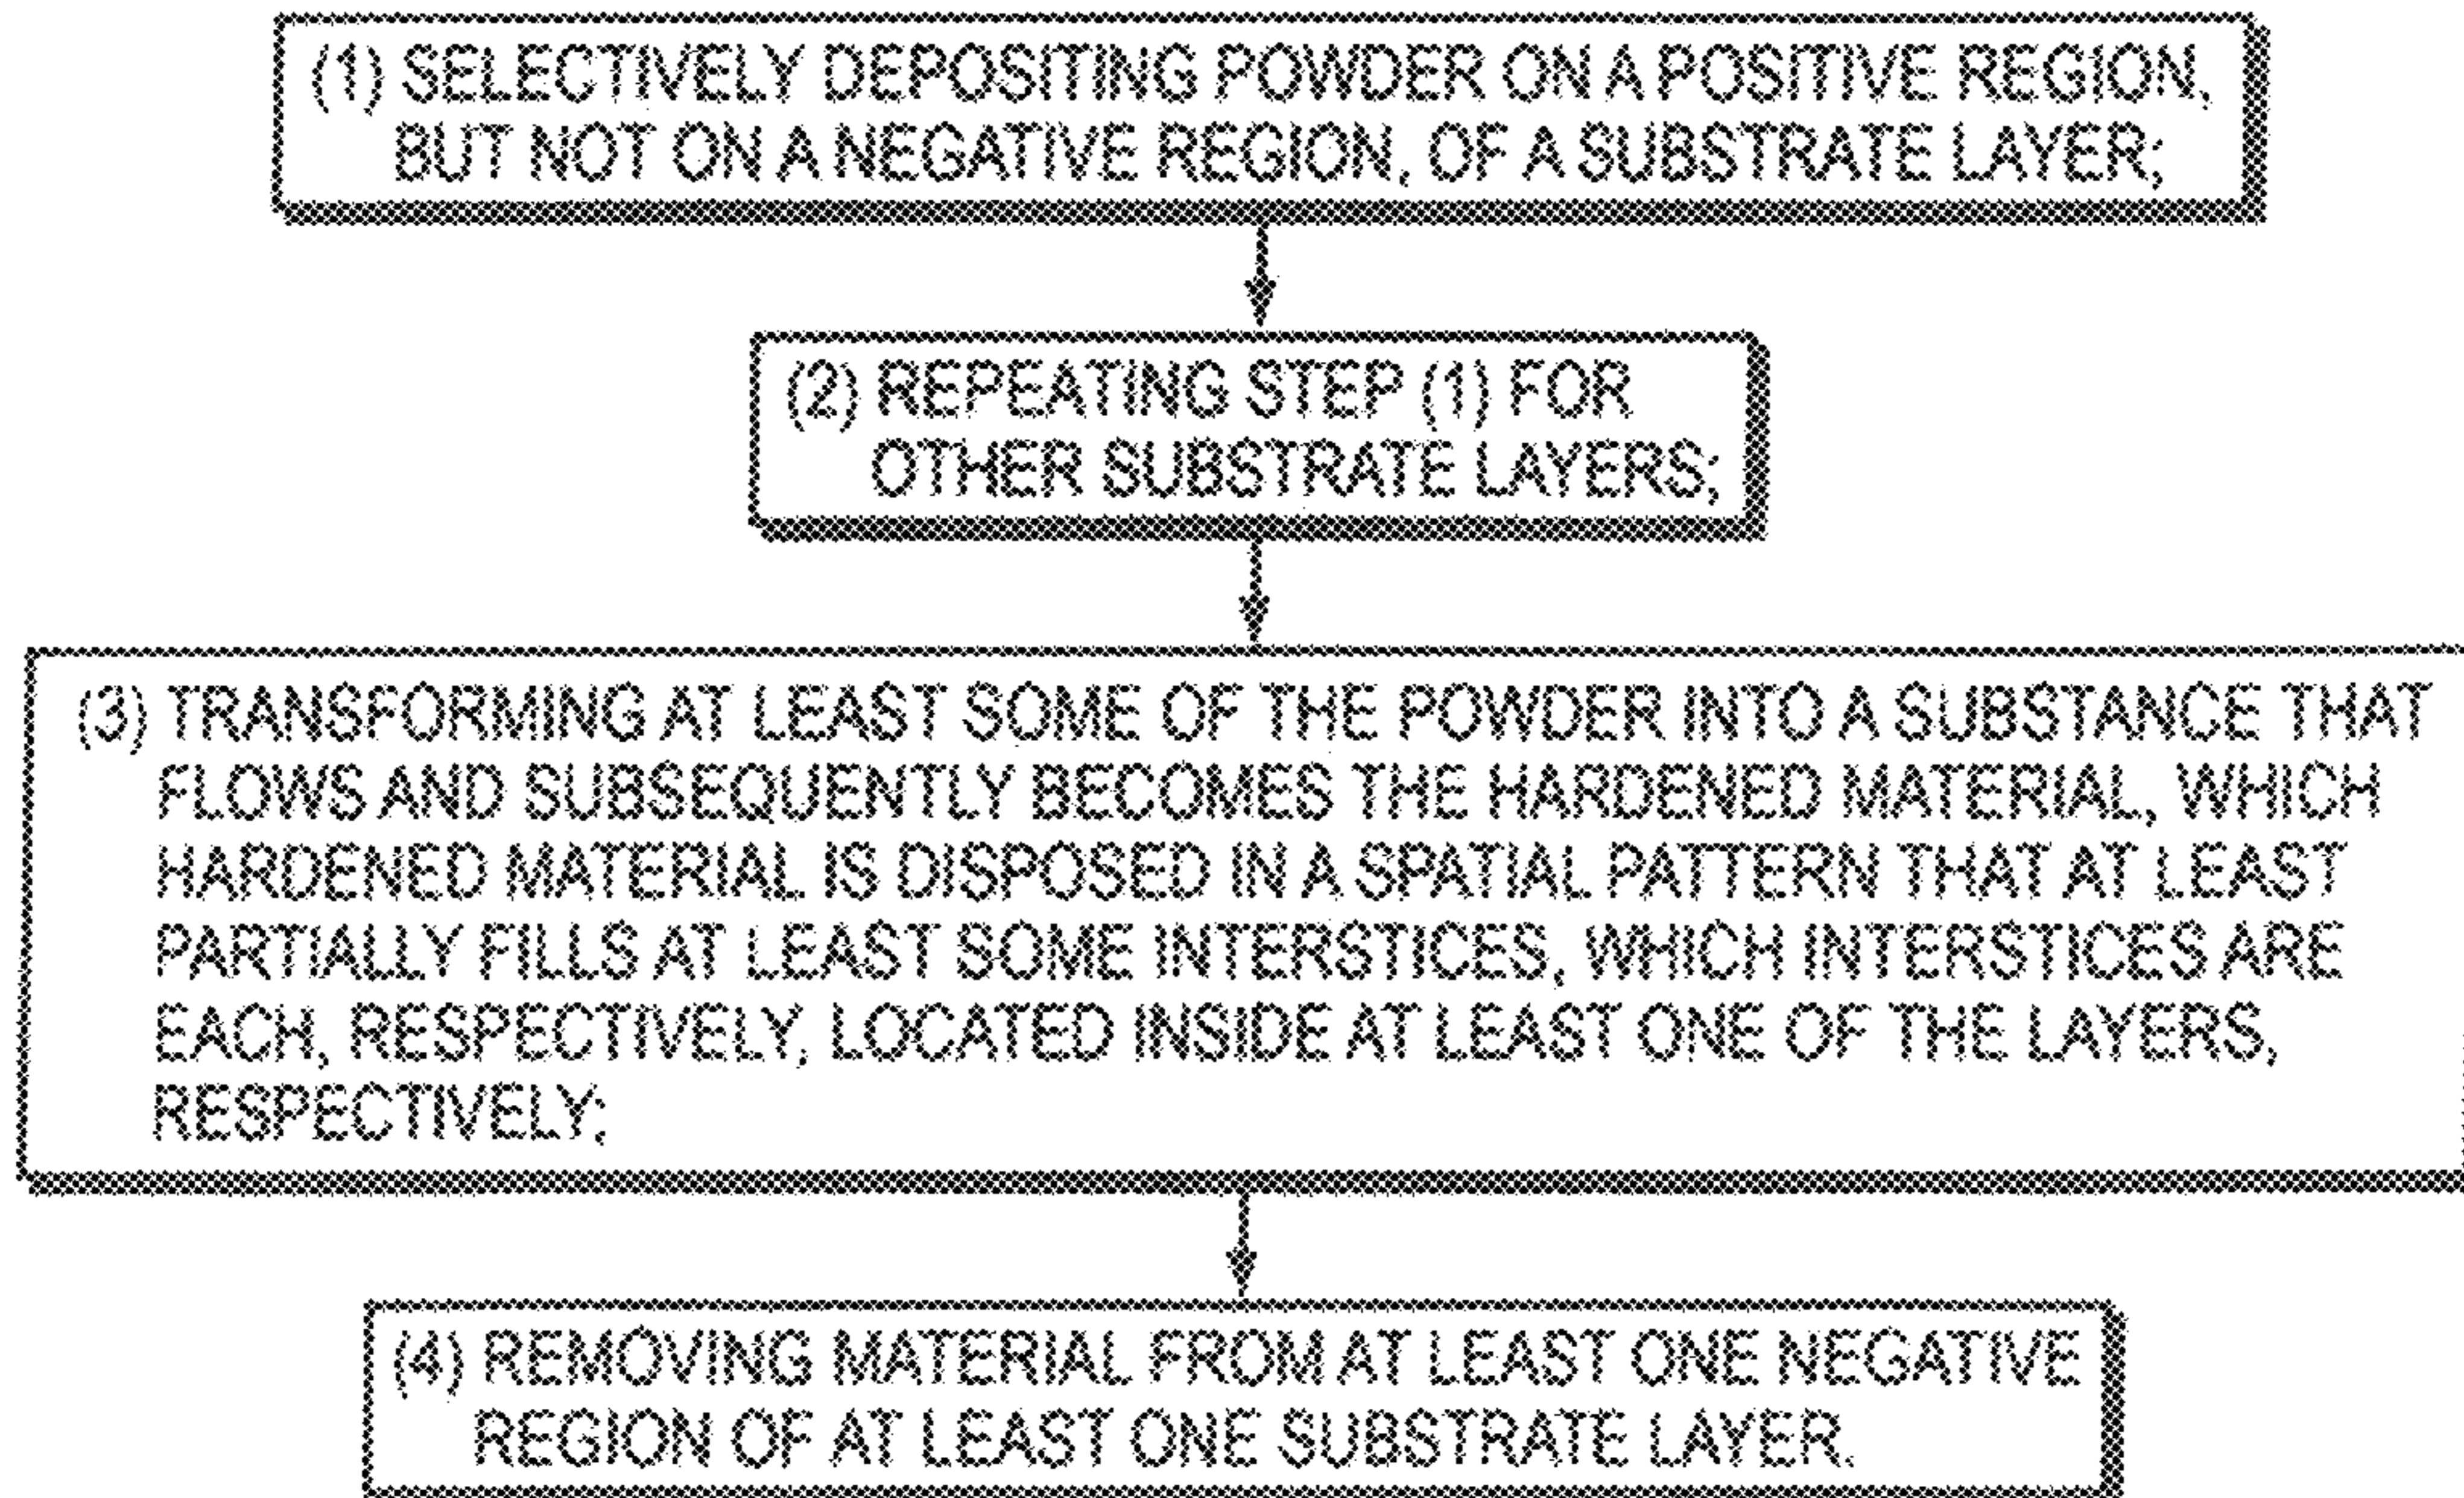 (1) SELECTIVELY DEPOSITING POWDER ON A POSITIVE REGION,
BUT NOT ON A NEGATIVE REGION, OF A SUBSTRATE LAYER;
(2) REPEATING STEP (1) FOR
OTHER SUBSTRATE LAYERS;
(3) TRANSFORMING AT LEAST SOME OF THE POWDER INTO A SUBSTANCE THAT
FLOWS AND SUBSEQUENTLY BECOMES THE HARDENED MATERIAL, WHICH
HARDENED MATERIAL IS DISPOSED IN A SPATIAL PATTERN THAT AT LEAST
PARTIALLY FILLS AT LEAST SOME INTERSTICES, WHICH INTERSTICES ARE
EACH, RESPECTIVELY, LOCATED INSIDE AT LEAST ONE OF THE LAYERS,
RESPECTIVELY;
(4) REMOVING MATERIAL FROM AT LEAST ONE NEGATIVE
REGION OF AT LEAST ONE SUBSTRATE LAYER.